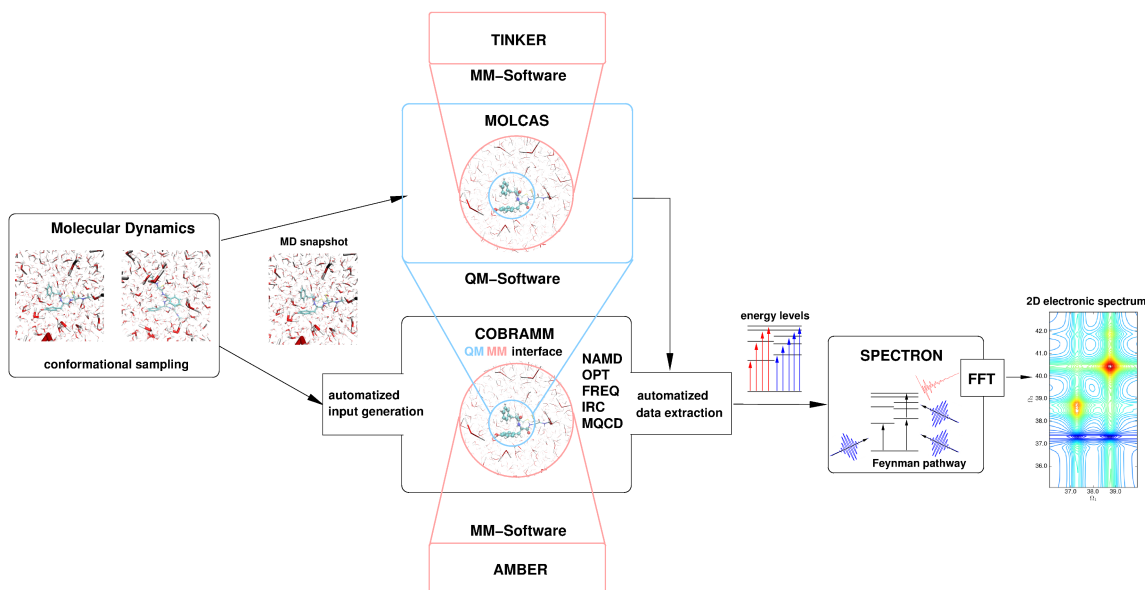 TINKER
MM-Software
MOLCAS
QM-Software
Molecular Dynamics
conformational sampling
MD snapshot
COBRAMM
QM MM interface
NAMD
OPT
FREQ
IRC
MQCD
automatized
input generation
automatized
data extraction
MM-Software
AMBER
energy levels
SPECTRON
FFT
Feynman pathway
2D electronic spectrum
42.0
41.0
40.0
39.0
38.0
37.0
36.0
37.0 38.0 39.0